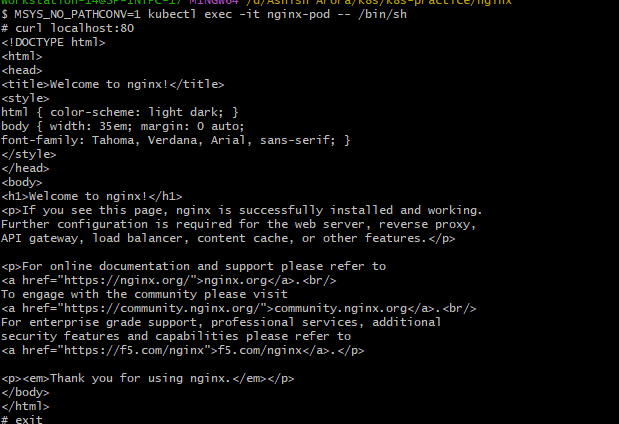 $ MSYS_NO_PATHCONV=1 kubectl exec -it nginx-pod -- /bin/sh
# curl localhost:80
<!DOCTYPE html>
<html>
<head>
<title>Welcome to nginx!</title>
<style>
html { color-scheme: light dark; }
body { width: 35em; margin: 0 auto;
font-family: Tahoma, Verdana, Arial, sans-serif; }
</style>
</head>
<body>
<h1>Welcome to nginx!</h1>
<p>If you see this page, nginx is successfully installed and working.
Further configuration is required for the web server, reverse proxy,
API gateway, load balancer, content cache, or other features.</p>

<p>For online documentation and support please refer to
<a href="https://nginx.org/">nginx.org</a>.<br/>
To engage with the community please visit
<a href="https://community.nginx.org/">community.nginx.org</a>.<br/>
For enterprise grade support, professional services, additional
security features and capabilities please refer to
<a href="https://f5.com/nginx">f5.com/nginx</a>.</p>

<p><em>Thank you for using nginx.</em></p>
</body>
</html>
# exit